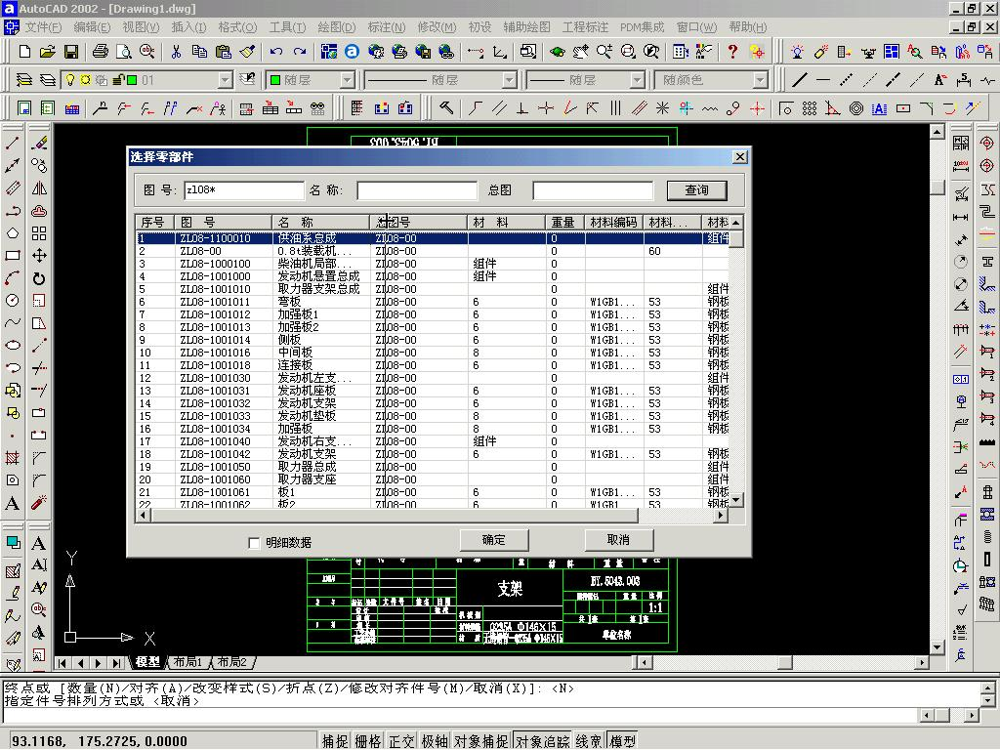 AutoCAD 2002 - [Drawing1.dwg]
文件(F) 编辑(E) 视图(V) 插入(I) 格式(O) 工具(T) 绘图(D) 标注(N) 修改(M) 初设 辅助绘图 工程标注 PDM集成 窗口(W) 帮助(H)
01 随层 随层 随层 随颜色
选择零部件
图 号: zl08* 名 称: 总图 查询
序号 图 号 名 称 总图号 材 料 重量 材料编码 材料... 材料
1 ZL08-1100010 供油系总成 ZL08-00 0 组件
2 ZL08-00 0.8t装载机... ZL08-00 0 60
3 ZL08-1000100 柴油机局部... ZL08-00 组件 0
4 ZL08-1001000 发动机悬置总成 ZL08-00 组件 0
5 ZL08-1001010 取力器支架总成 ZL08-00 0 组件
6 ZL08-1001011 弯板 ZL08-00 6 0 W1GB1... 53 钢板
7 ZL08-1001012 加强板1 ZL08-00 6 0 W1GB1... 53 钢板
8 ZL08-1001013 加强板2 ZL08-00 6 0 W1GB1... 53 钢板
9 ZL08-1001014 侧板 ZL08-00 6 0 W1GB1... 53 钢板
10 ZL08-1001016 中间板 ZL08-00 8 0 W1GB1... 53 钢板
11 ZL08-1001018 连接板 ZL08-00 6 0 W1GB1... 53 钢板
12 ZL08-1001030 发动机左支... ZL08-00 0 组件
13 ZL08-1001031 发动机座板 ZL08-00 6 0 W1GB1... 53 钢板
14 ZL08-1001032 发动机支架 ZL08-00 6 0 W1GB1... 53 钢板
15 ZL08-1001033 发动机垫板 ZL08-00 8 0 W1GB1... 53 钢板
16 ZL08-1001034 加强板 ZL08-00 8 0 W1GB1... 53 钢板
17 ZL08-1001040 发动机右支... ZL08-00 组件 0
18 ZL08-1001042 发动机支架 ZL08-00 6 0 W1GB1... 53 钢板
19 ZL08-1001050 取力器总成 ZL08-00 0 组件
20 ZL08-1001060 取力器支座 ZL08-00 0 组件
21 ZL08-1001061 板1 ZL08-00 6 0 W1GB1... 53 钢板
22 ZL08-1001062 板2 ZL08-00 6 0 W1GB1... 53 钢板
明细数据 确定 取消
支架
BY.5043.003
1:1
Q235A Φ146×15
单位名称
Y
X
模型 布局1 布局2
终点或 [数量(N)/对齐(A)/改变样式(S)/折点(Z)/修改对齐件号(M)/取消(X)]: <N>
指定件号排列方式或 <取消>
93.1168, 175.2725, 0.0000 捕捉 栅格 正交 极轴 对象捕捉 对象追踪 线宽 模型